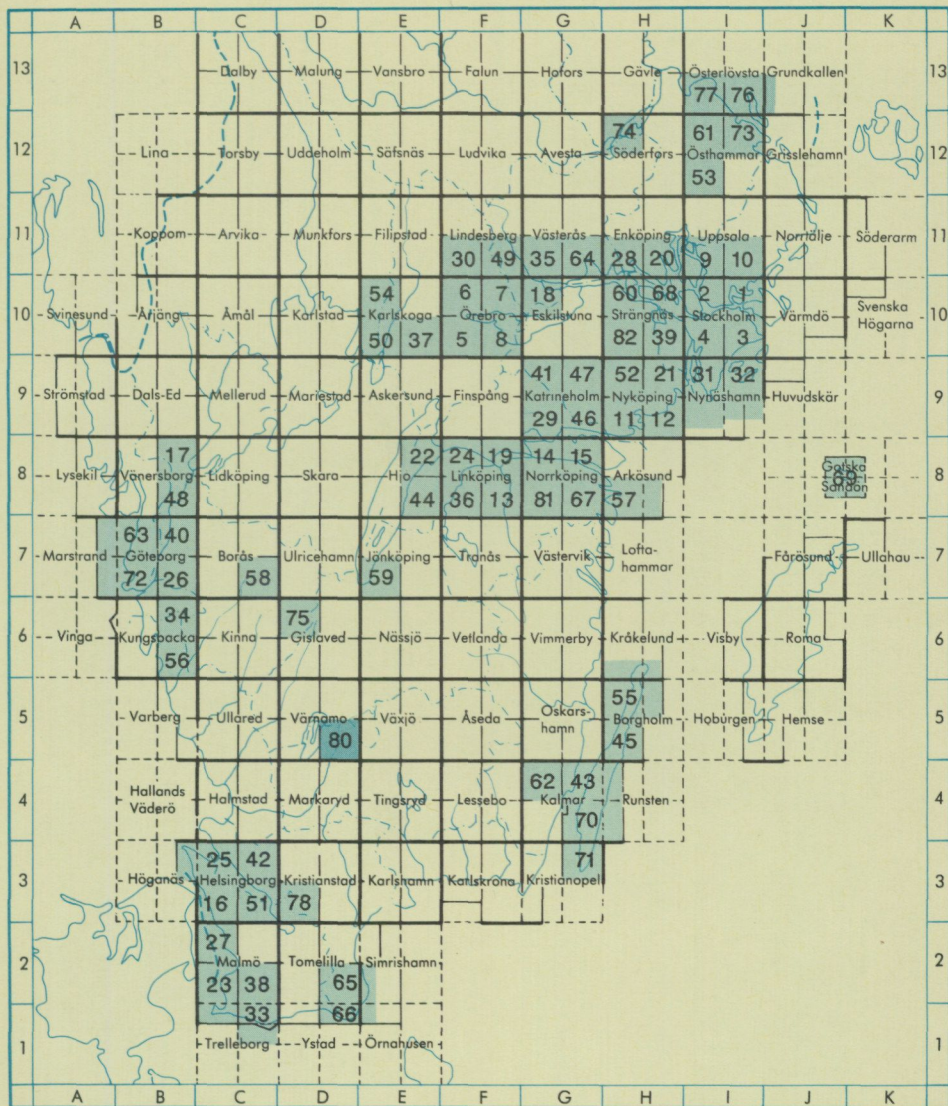 A B C D E F G H I J K
13 Dalby Malung Vansbro Falun Hofors Gävle Österlövsta Grundkallen 13
77 76
74 61 73
12 Lina Torsby Uddeholm Säfsnäs Ludvika Avesta Söderfors Östhammar Grisslehamn 12
53
11 Koppom Arvika Munkfors Filipstad Lindesberg Västerås Enköping Uppsala Norrtälje Söderarm 11
30 49 35 64 28 20 9 10
54 6 7 18 60 68 2 1
10 Svinesund Årjäng Åmål Karlstad Karlskoga Örebro Eskilstuna Strängnäs Stockholm Värmdö Svenska Högarna 10
50 37 5 8 82 39 4 3
41 47 52 21 31 32
9 Strömstad Dals-Ed Mellerud Mariestad Askersund Finspång Katrineholm Nyköping Nynäshamn Huvudskär 9
29 46 11 12
17 22 24 19 14 15
8 Lysekil Vänersborg Lidköping Skara Hjo Linköping Norrköping Arkösund Gotska Sandön 8
69
48 44 36 13 81 67 57
63 40
7 Marstrand Göteborg Borås Ulricehamn Jönköping Tranås Västervik Lofta-hammar Fårösund Ullahau 7
72 26 58 59
34 75
6 Vinga Kungsbacka Kinna Gislaved Nässjö Vetlanda Vimmerby Kråkelund Visby Roma 6
56
55
5 Varberg Ullared Värnamo Växjö Åseda Oskars-hamn Borgholm Hoburgen Hemse 5
80 45
62 43
4 Hallands Väderö Halmstad Markaryd Tingsryd Lessebo Kalmar Runsten 4
70
25 42 71
3 Höganäs Helsingborg Kristianstad Karlshamn Karlskrona Kristianopel 3
16 51 78
27
2 Malmö Tomelilla Simrishamn 2
23 38 65
33 66
1 Trelleborg Ystad Örnahusen 1
A B C D E F G H I J K